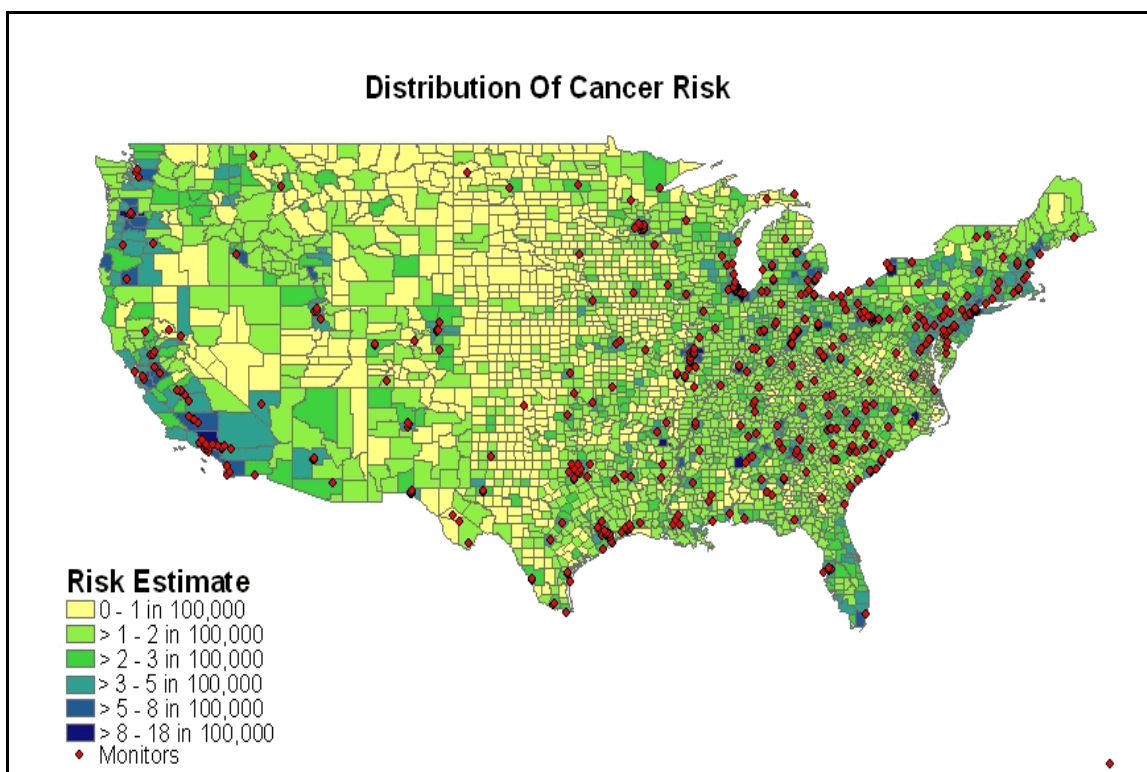 Distribution Of Cancer Risk
Risk Estimate
0 - 1 in 100,000
> 1 - 2 in 100,000
> 2 - 3 in 100,000
> 3 - 5 in 100,000
> 5 - 8 in 100,000
> 8 - 18 in 100,000
Monitors